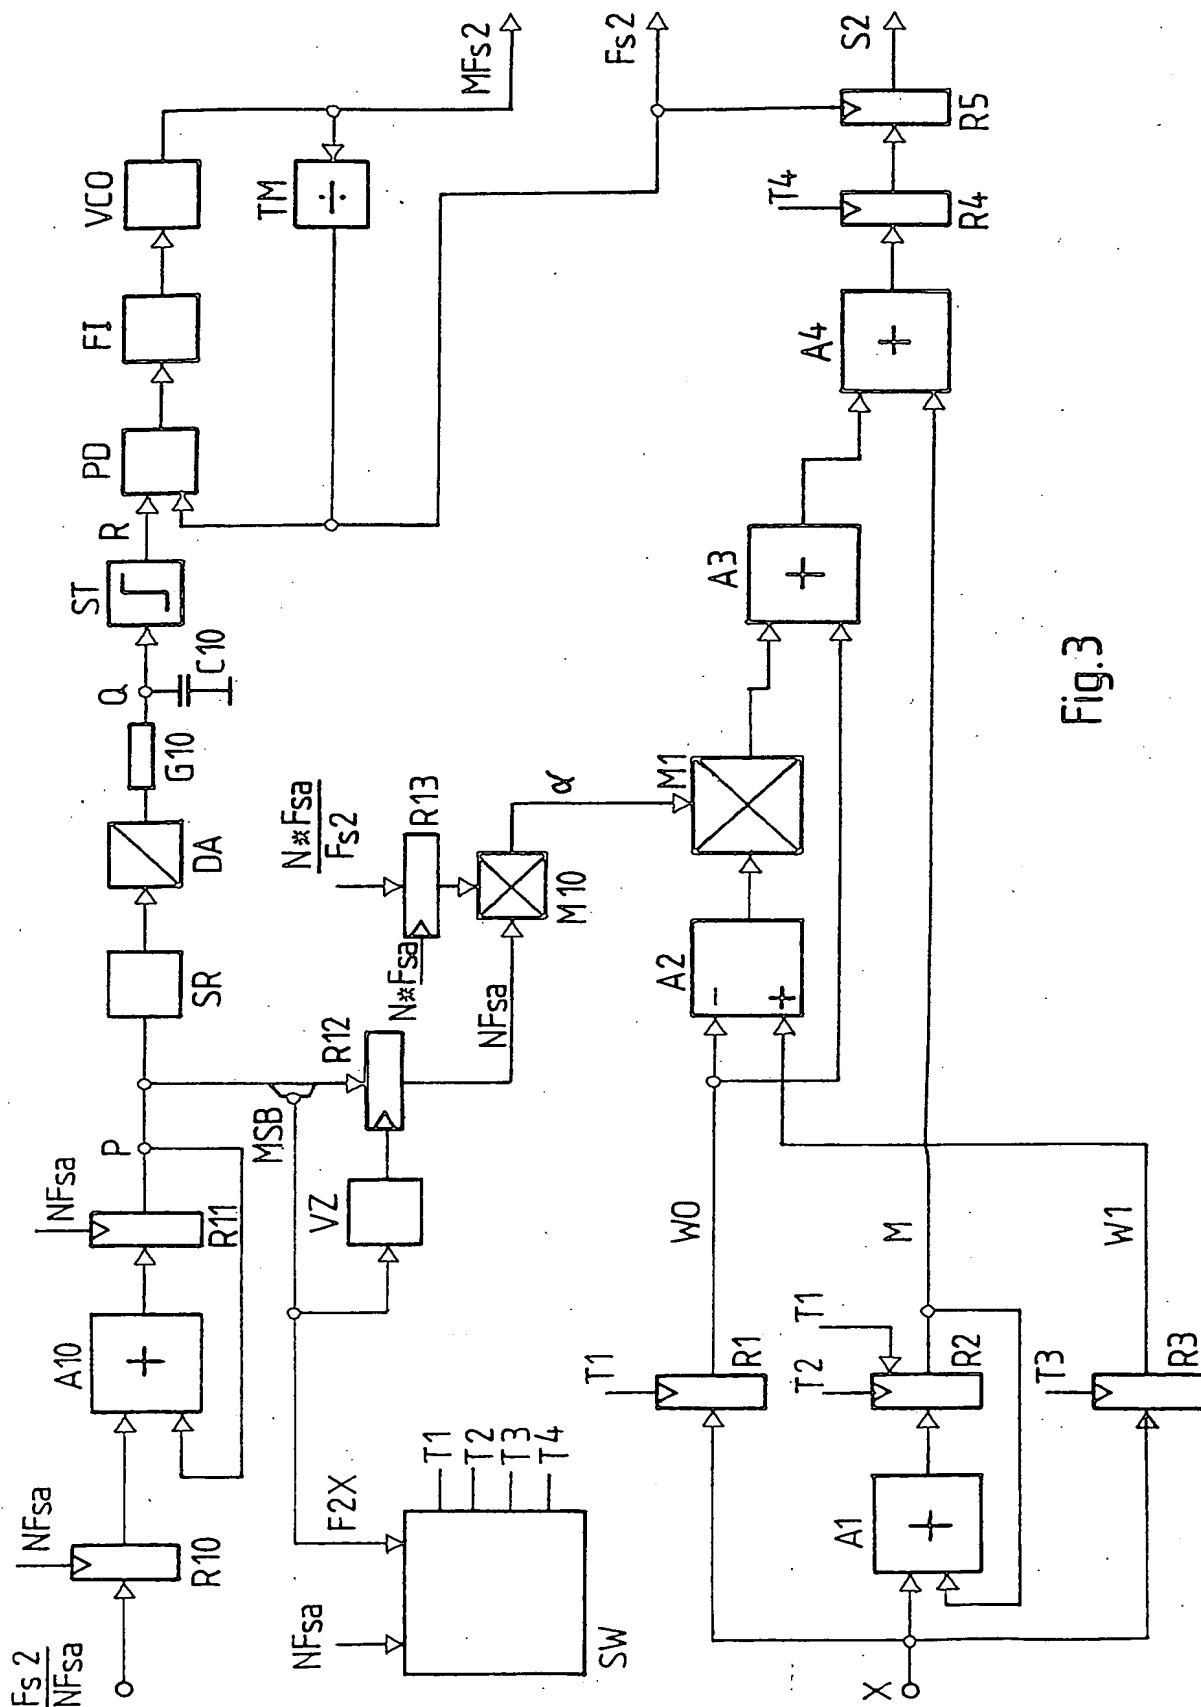 Fs2
NFsa
NFsa
R10
A10
NFsa
R11
P
SR
DA
G10
Q
C10
ST
R
PD
FI
VCO
MFs2
TM
Fs2
NFsa
F2X
SW
T1
T2
T3
T4
MSB
VZ
R12
N*Fsa
Fs2
R13
N*Fsa
NFsa
M10
α
X
T1
R1
W0
A1
T2
T1
R2
M
T3
R3
W1
A2
M1
A3
A4
T4
R4
R5
S2
Fig.3